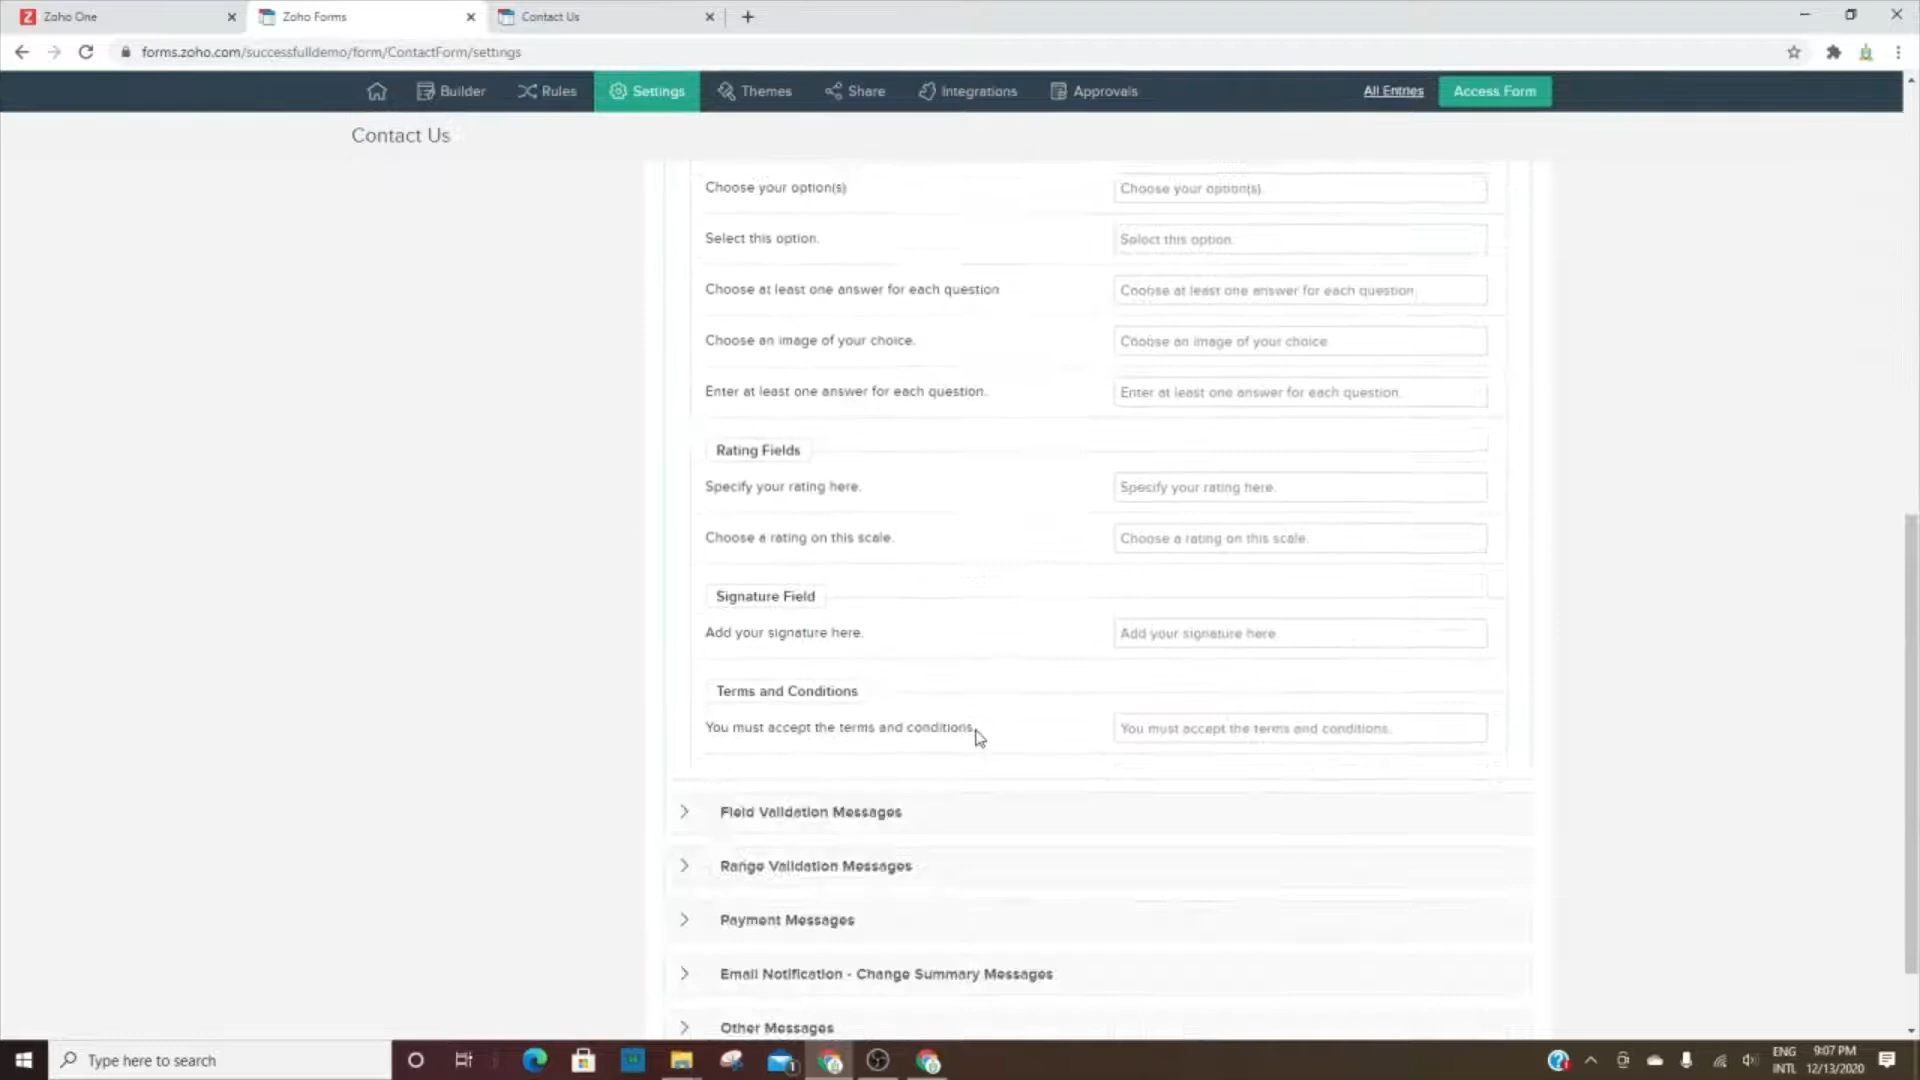 Zoho One
Zoho Forms
Contact Us
forms.zoho.com/successfulldemo/form/ContactForm/settings
Builder
Rules
Settings
Themes
Share
Integrations
Approvals
All Entries
Access Form
Contact Us
Choose your option(s)
Choose your option(s).
Select this option.
Select this option.
Choose at least one answer for each question
Choose at least one answer for each question
Choose an image of your choice.
Choose an image of your choice
Enter at least one answer for each question.
Enter at least one answer for each question.
Rating Fields
Specify your rating here.
Specify your rating here.
Choose a rating on this scale.
Choose a rating on this scale.
Signature Field
Add your signature here.
Add your signature here
Terms and Conditions
You must accept the terms and conditions.
You must accept the terms and conditions.
Field Validation Messages
Range Validation Messages
Payment Messages
Email Notification - Change Summary Messages
Other Messages
Type here to search
ENG
INTL
9:07 PM
12/13/2020